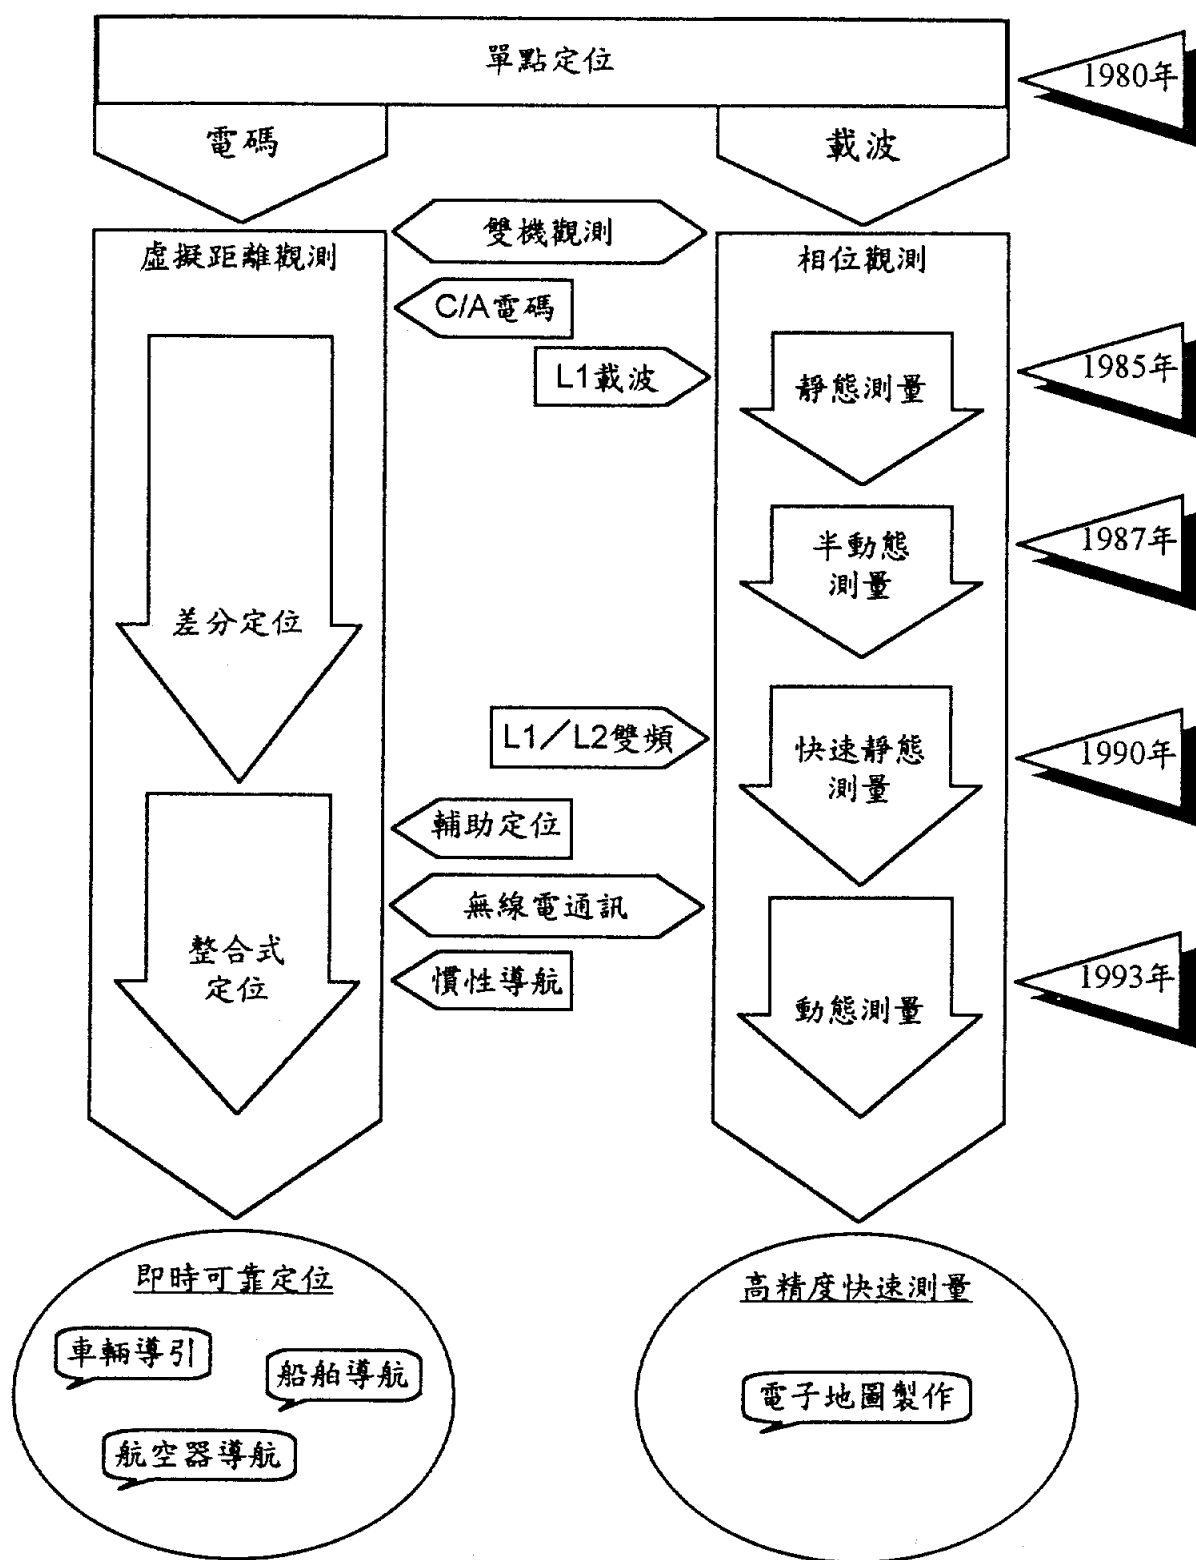 單點定位
1980年
電碼
載波
雙機觀測
虛擬距離觀測
相位觀測
C/A電碼
L1載波
靜態測量
1985年
半動態
測量
1987年
差分定位
L1／L2雙頻
快速靜態
測量
1990年
輔助定位
無線電通訊
整合式
定位
慣性導航
動態測量
1993年
即時可靠定位
車輛導引
船舶導航
航空器導航
高精度快速測量
電子地圖製作